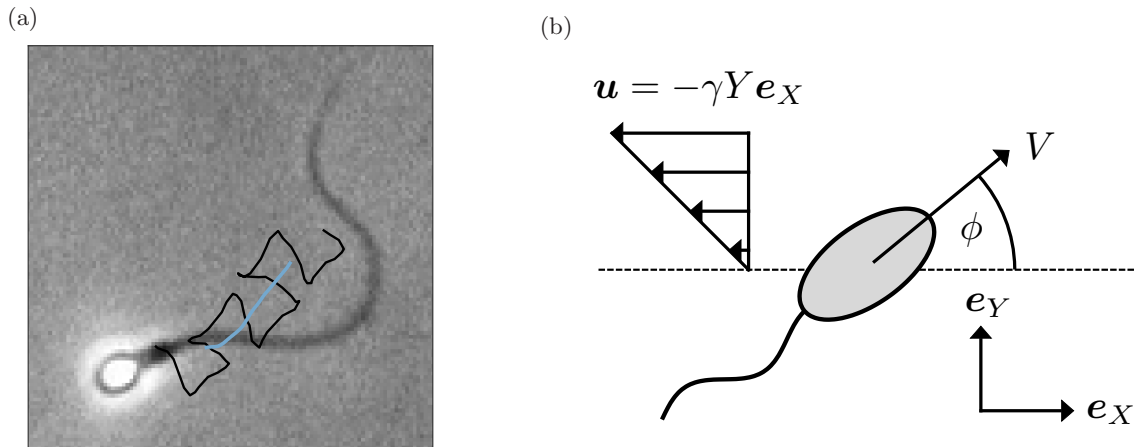 (a)
(b)
u = −γY e_X
V
ϕ
e_Y
e_X